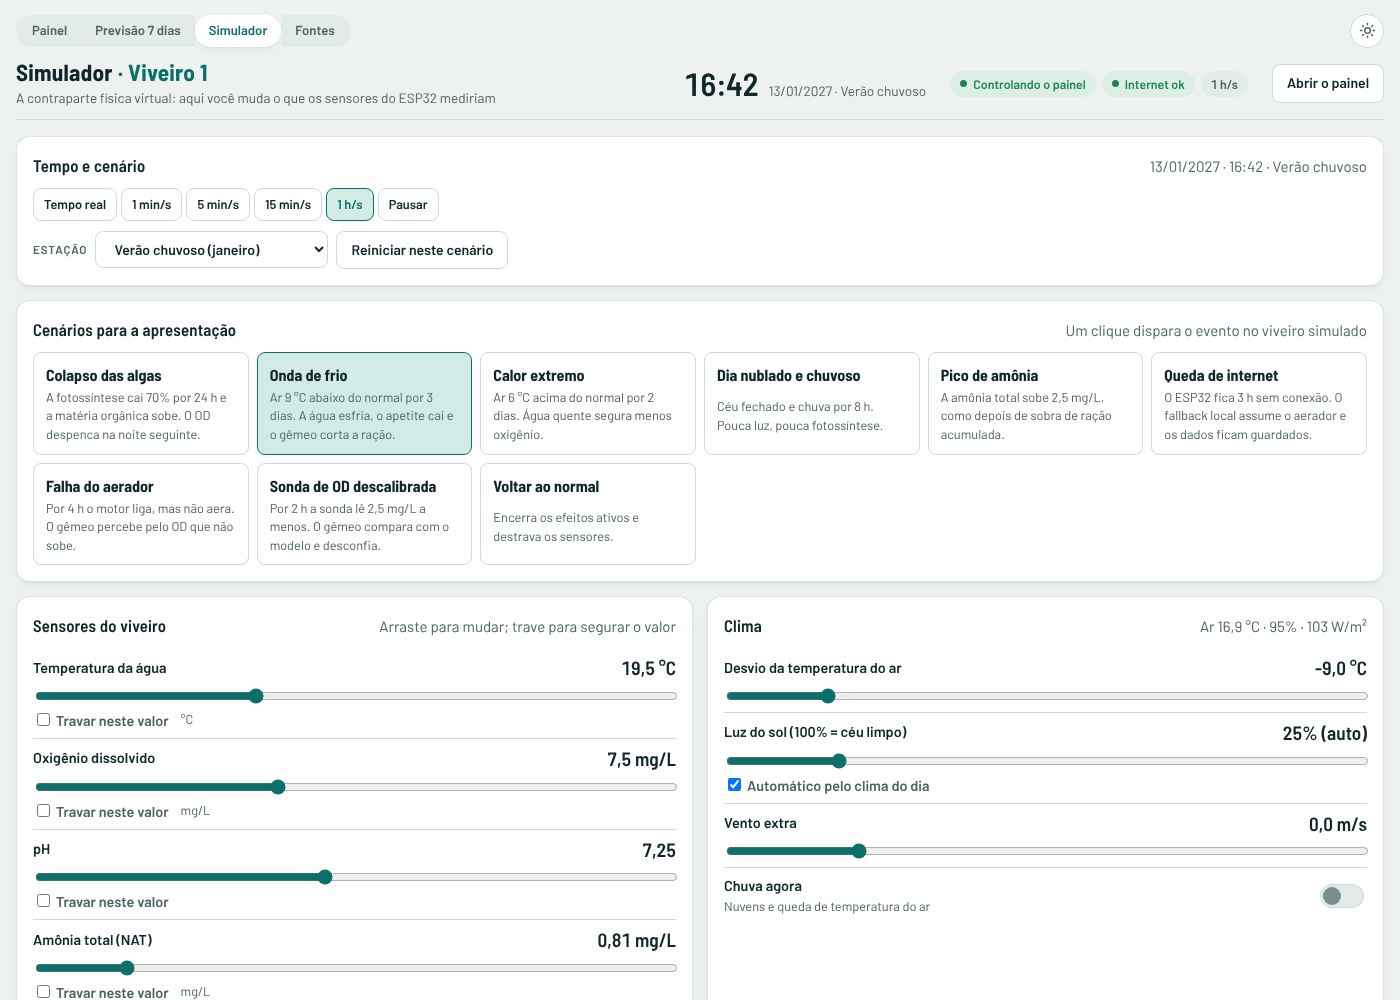 Painel
Previsão 7 dias
Simulador
Fontes
Simulador · Viveiro 1
A contraparte física virtual: aqui você muda o que os sensores do ESP32 mediriam
16:42
13/01/2027 · Verão chuvoso
Controlando o painel
Internet ok
1 h/s
Abrir o painel
Tempo e cenário
13/01/2027 · 16:42 · Verão chuvoso
Tempo real
1 min/s
5 min/s
15 min/s
1 h/s
Pausar
ESTAÇÃO
Verão chuvoso (janeiro)
Reiniciar neste cenário
Cenários para a apresentação
Um clique dispara o evento no viveiro simulado
Colapso das algas
A fotossíntese cai 70% por 24 h e
a matéria orgânica sobe. O OD
despenca na noite seguinte.
Onda de frio
Ar 9 °C abaixo do normal por 3
dias. A água esfria, o apetite cai e
o gêmeo corta a ração.
Calor extremo
Ar 6 °C acima do normal por 2
dias. Água quente segura menos
oxigênio.
Dia nublado e chuvoso
Céu fechado e chuva por 8 h.
Pouca luz, pouca fotossíntese.
Pico de amônia
A amônia total sobe 2,5 mg/L,
como depois de sobra de ração
acumulada.
Queda de internet
O ESP32 fica 3 h sem conexão. O
fallback local assume o aerador e
os dados ficam guardados.
Falha do aerador
Por 4 h o motor liga, mas não aera.
O gêmeo percebe pelo OD que não
sobe.
Sonda de OD descalibrada
Por 2 h a sonda lê 2,5 mg/L a
menos. O gêmeo compara com o
modelo e desconfia.
Voltar ao normal
Encerra os efeitos ativos e
destrava os sensores.
Sensores do viveiro
Arraste para mudar; trave para segurar o valor
Temperatura da água
19,5 °C
Travar neste valor
°C
Oxigênio dissolvido
7,5 mg/L
Travar neste valor
mg/L
pH
7,25
Travar neste valor
Amônia total (NAT)
0,81 mg/L
Travar neste valor
mg/L
Clima
Ar 16,9 °C · 95% · 103 W/m²
Desvio da temperatura do ar
-9,0 °C
Luz do sol (100% = céu limpo)
25% (auto)
Automático pelo clima do dia
Vento extra
0,0 m/s
Chuva agora
Nuvens e queda de temperatura do ar